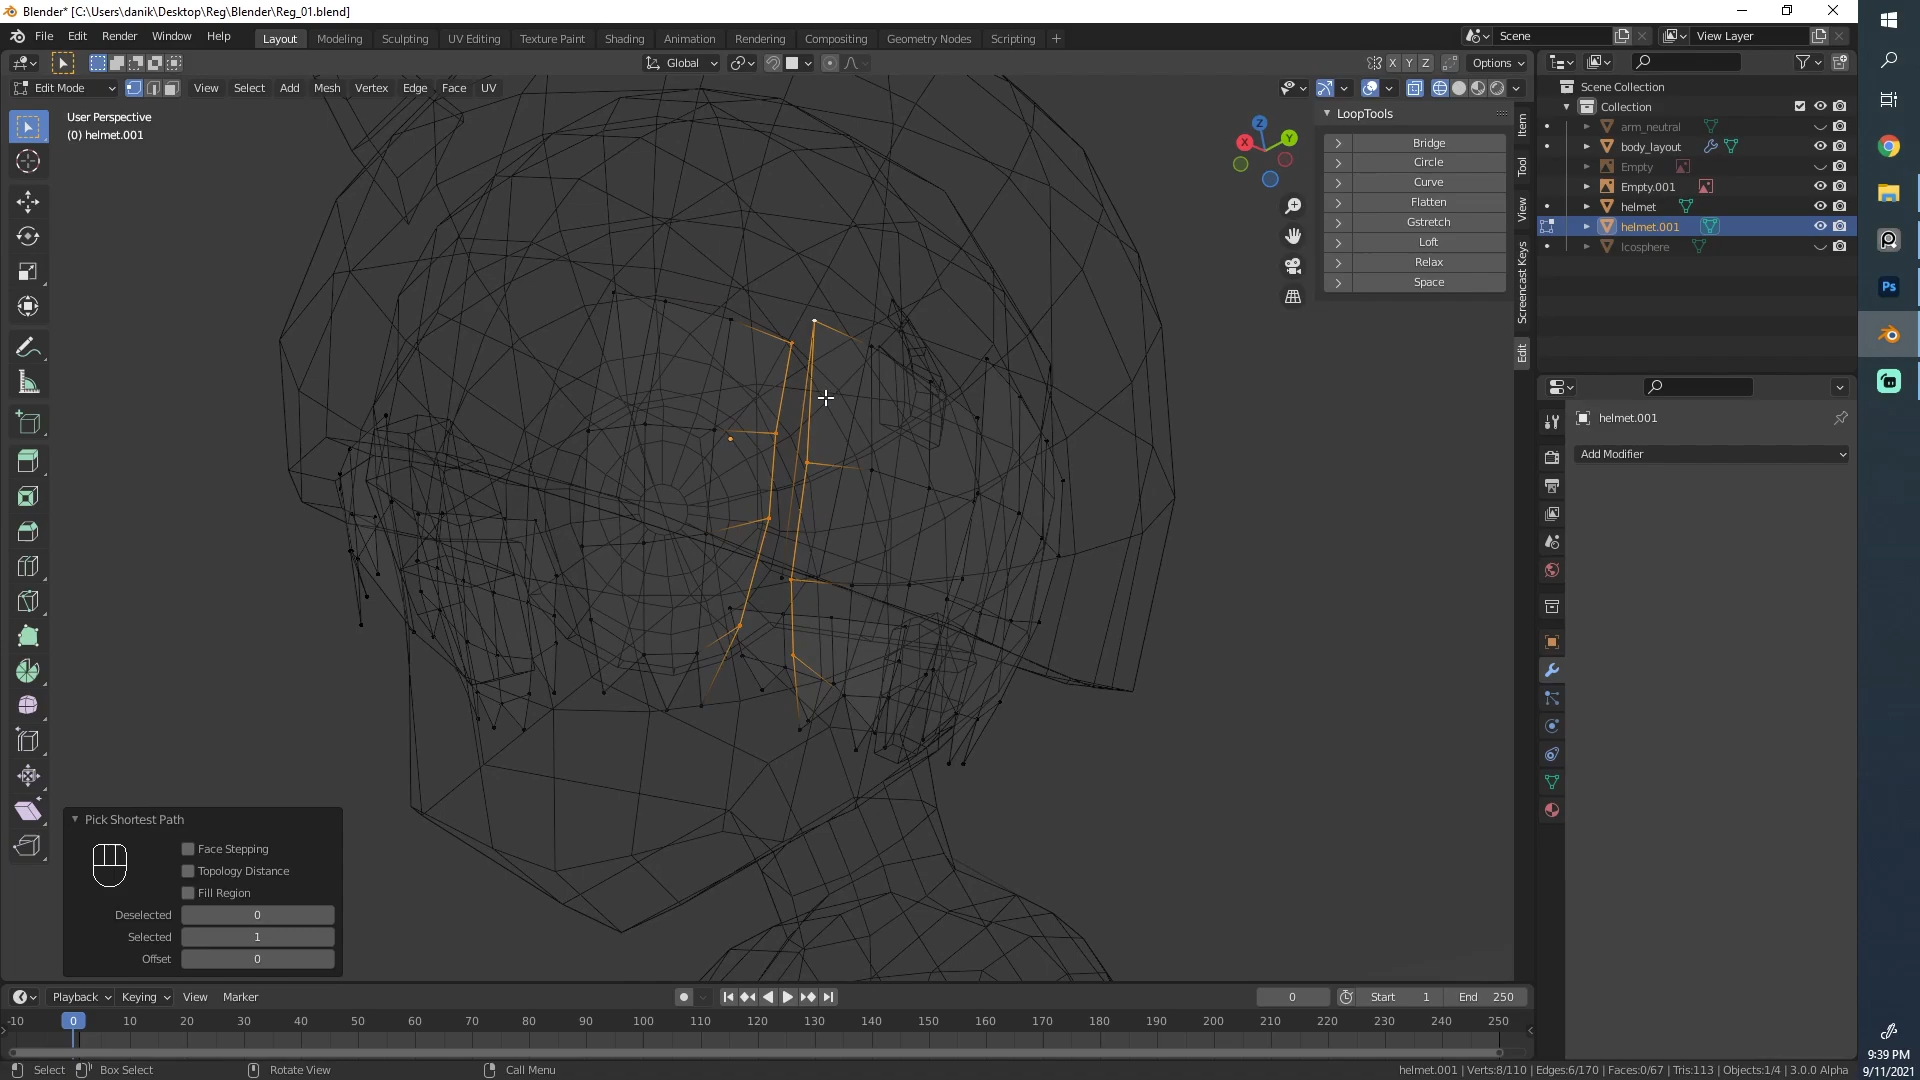 Blender* [C:\Users\danik\Desktop\Reg\Blender\Reg_01.blend]
File Edit Render Window Help
Layout Modeling Sculpting UV Editing Texture Paint Shading Animation Rendering Compositing Geometry Nodes Scripting +
Scene
View Layer
Global
X Y Z
Options
Edit Mode
View Select Add Mesh Vertex Edge Face UV
User Perspective
(0) helmet.001
Z
X
Y
LoopTools
Bridge
Circle
Curve
Flatten
Gstretch
Loft
Relax
Space
Item
Tool
View
Screencast Keys
Edit
Scene Collection
Collection
arm_neutral
body_layout
Empty
Empty.001
helmet
helmet.001
Icosphere
helmet.001
Add Modifier
Pick Shortest Path
Face Stepping
Topology Distance
Fill Region
Deselected 0
Selected 1
Offset 0
Playback Keying View Marker
0 Start 1 End 250
-10 0 10 20 30 40 50 60 70 80 90 100 110 120 130 140 150 160 170 180 190 200 210 220 230 240 250
Select Box Select Rotate View Call Menu
helmet.001 | Verts:8/110 | Edges:6/170 | Faces:0/67 | Tris:113 | Objects:1/4 | 3.0.0 Alpha
Ps
9:39 PM
9/11/2021